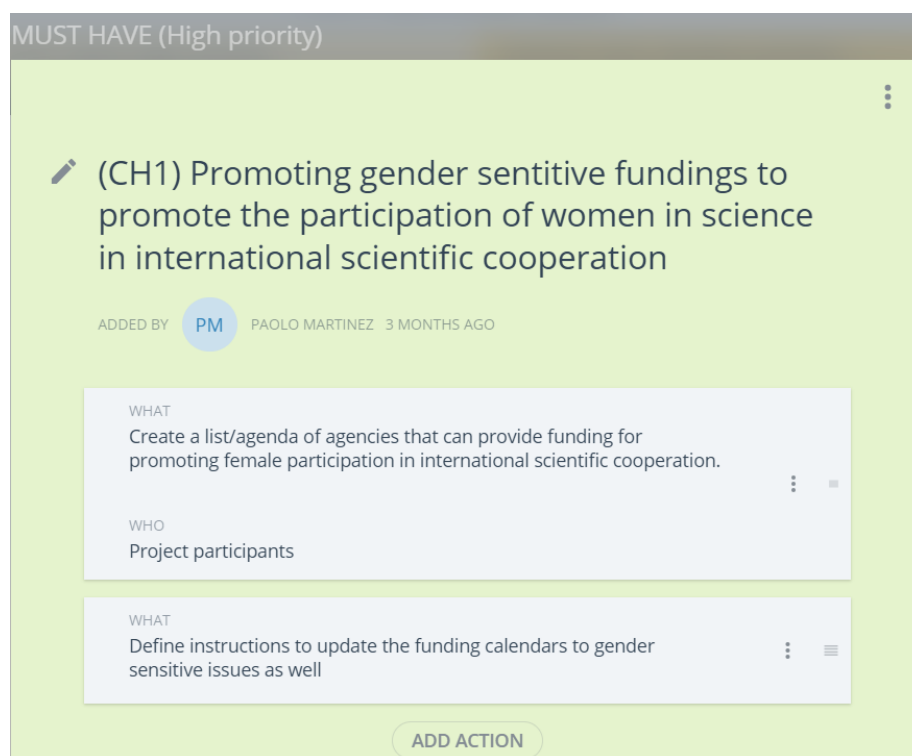 MUST HAVE (High priority)
(CH1) Promoting gender sentitive fundings to
promote the participation of women in science
in international scientific cooperation
ADDED BY PM PAOLO MARTINEZ 3 MONTHS AGO
WHAT
Create a list/agenda of agencies that can provide funding for
promoting female participation in international scientific cooperation.
WHO
Project participants
WHAT
Define instructions to update the funding calendars to gender
sensitive issues as well
ADD ACTION